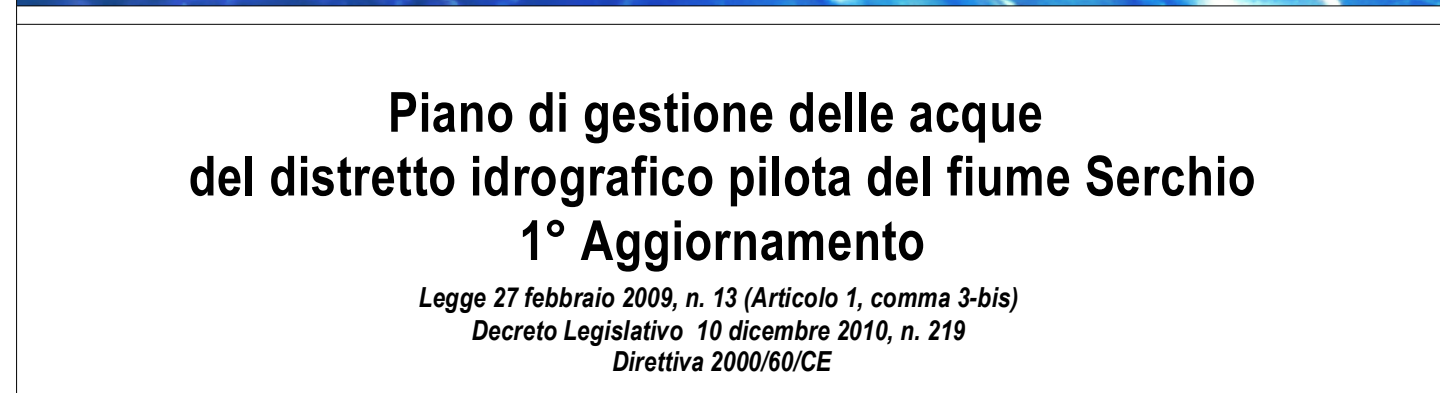 Piano di gestione delle acque
del distretto idrografico pilota del fiume Serchio
1° Aggiornamento
Legge 27 febbraio 2009, n. 13 (Articolo 1, comma 3-bis)
Decreto Legislativo 10 dicembre 2010, n. 219
Direttiva 2000/60/CE